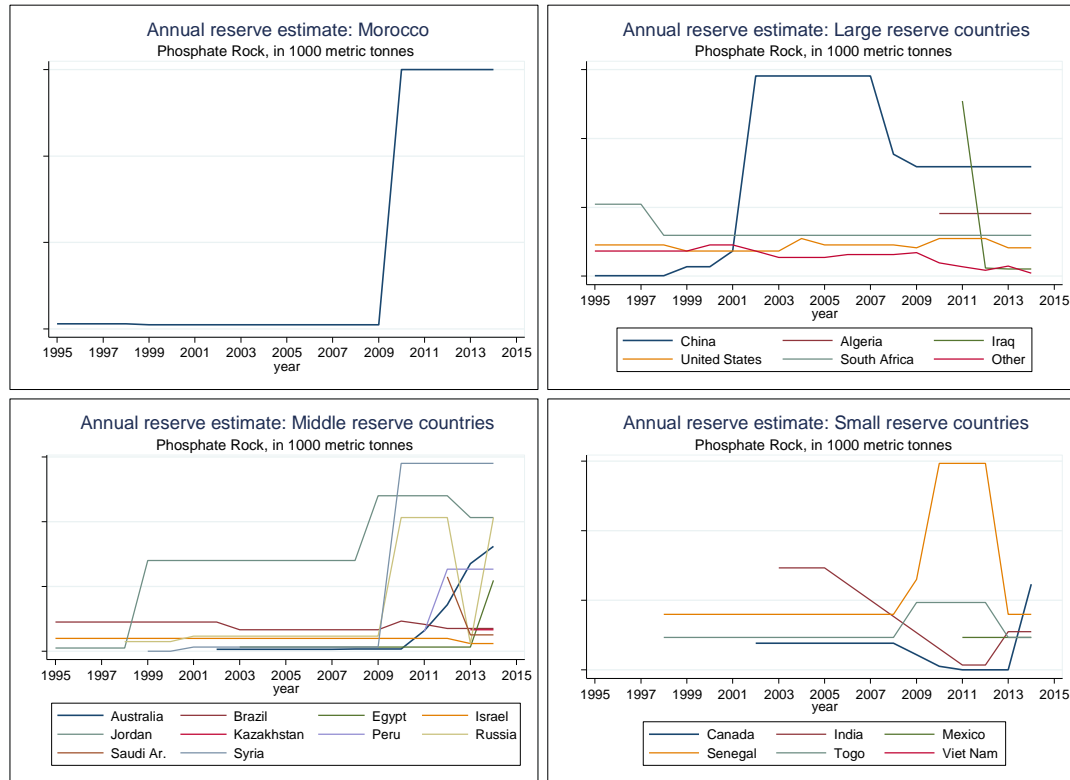 Annual reserve estimate: Morocco
Phosphate Rock, in 1000 metric tonnes
1995 1997 1999 2001 2003 2005 2007 2009 2011 2013 2015
year
Annual reserve estimate: Large reserve countries
Phosphate Rock, in 1000 metric tonnes
1995 1997 1999 2001 2003 2005 2007 2009 2011 2013 2015
year
China Algeria Iraq
United States South Africa Other
Annual reserve estimate: Middle reserve countries
Phosphate Rock, in 1000 metric tonnes
1995 1997 1999 2001 2003 2005 2007 2009 2011 2013 2015
year
Australia Brazil Egypt Israel
Jordan Kazakhstan Peru Russia
Saudi Ar. Syria
Annual reserve estimate: Small reserve countries
Phosphate Rock, in 1000 metric tonnes
1995 1997 1999 2001 2003 2005 2007 2009 2011 2013 2015
year
Canada India Mexico
Senegal Togo Viet Nam